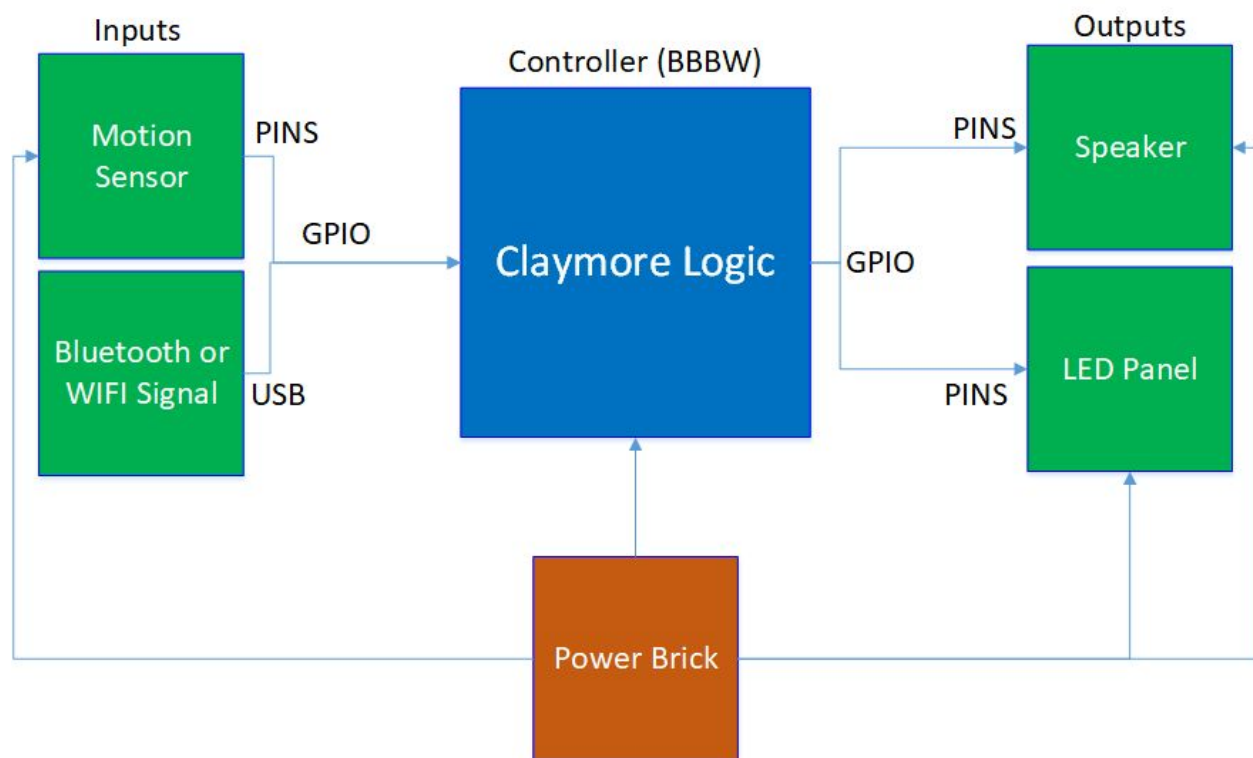 Inputs
Motion
Sensor
PINS
GPIO
Bluetooth or
WIFI Signal
USB
Controller (BBBW)
Claymore Logic
Outputs
PINS
Speaker
GPIO
PINS
LED Panel
Power Brick